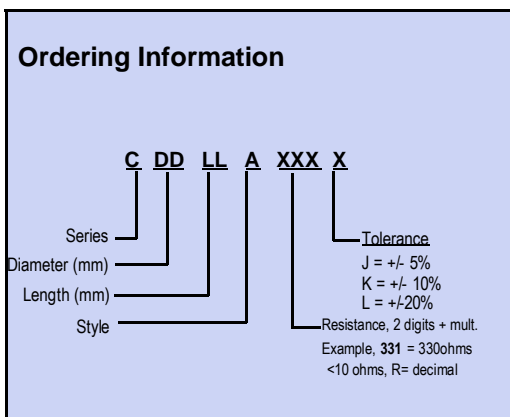 Ordering Information
C DD LL A XXX X
Series
Diameter (mm)
Length (mm)
Style
Tolerance
J = +/- 5%
K = +/- 10%
L = +/-20%
Resistance, 2 digits + mult.
Example, 331 = 330ohms
<10 ohms, R= decimal